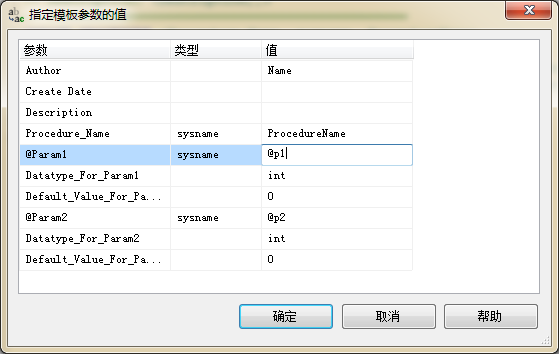 指定模板参数的值
参数 类型 值
Author Name
Create Date
Description
Procedure_Name sysname ProcedureName
@Param1 sysname @p1
Datatype_For_Param1 int
Default_Value_For_Pa... 0
@Param2 sysname @p2
Datatype_For_Param2 int
Default_Value_For_Pa... 0
确定 取消 帮助